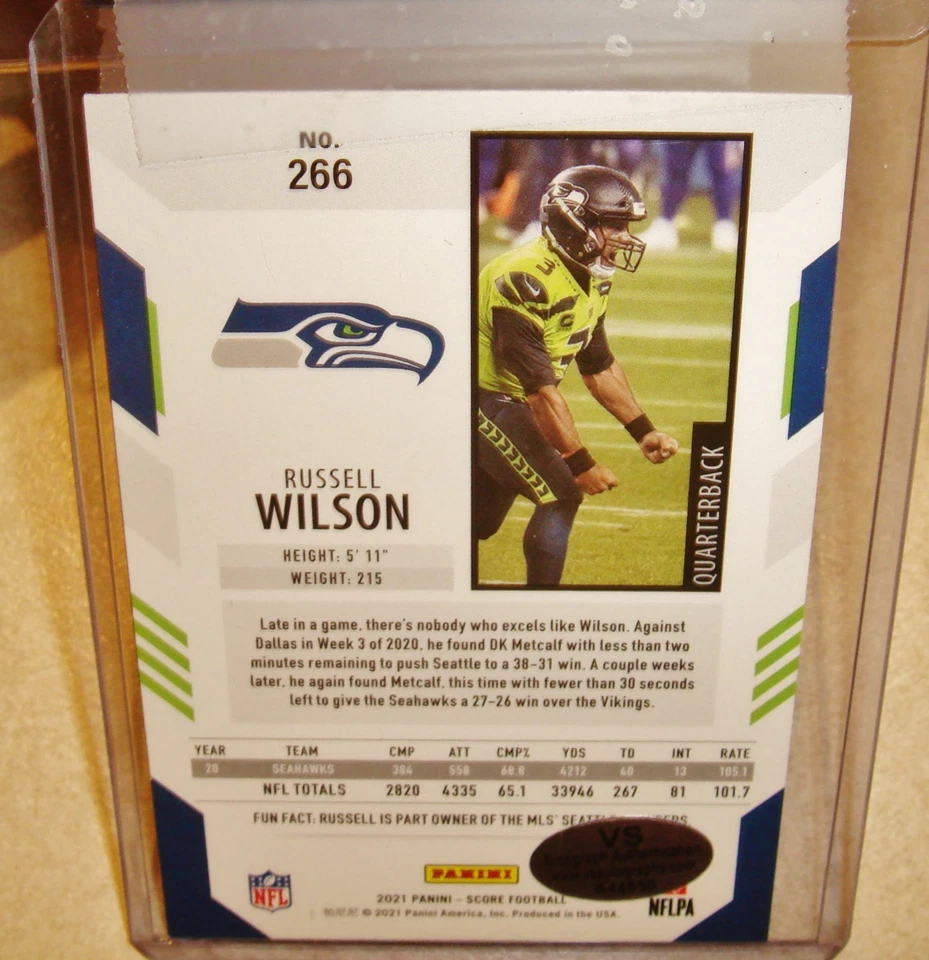 NO.
266
3
QUARTERBACK
RUSSELL
WILSON
HEIGHT: 5' 11"
WEIGHT: 215
Late in a game, there's nobody who excels like Wilson. Against
Dallas in Week 3 of 2020, he found DK Metcalf with less than two
minutes remaining to push Seattle to a 38–31 win. A couple weeks
later, he again found Metcalf, this time with fewer than 30 seconds
left to give the Seahawks a 27–26 win over the Vikings.
YEAR TEAM CMP ATT CMP% YDS TD INT RATE
20 SEAHAWKS 384 558 68.8 4212 40 13 105.1
NFL TOTALS 2820 4335 65.1 33946 267 81 101.7
FUN FACT: RUSSELL IS PART OWNER OF THE MLS'
VS
Autograph Authentication
PANINI
NFL
2021 PANINI – SCORE FOOTBALL
© 2021 Panini America, Inc. Produced in the USA.
NFLPA